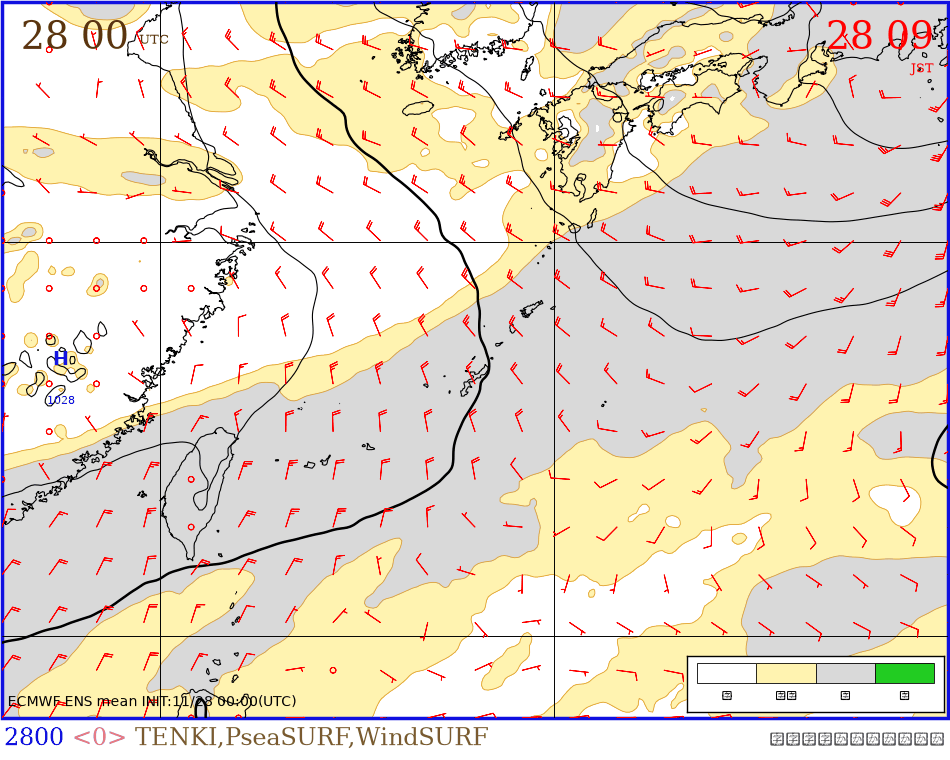 28 00 UTC
28 09
JST
H
1028
ECMWF-ENS mean INIT:11/28 00:00(UTC)
2800 <0> TENKI,PseaSURF,WindSURF